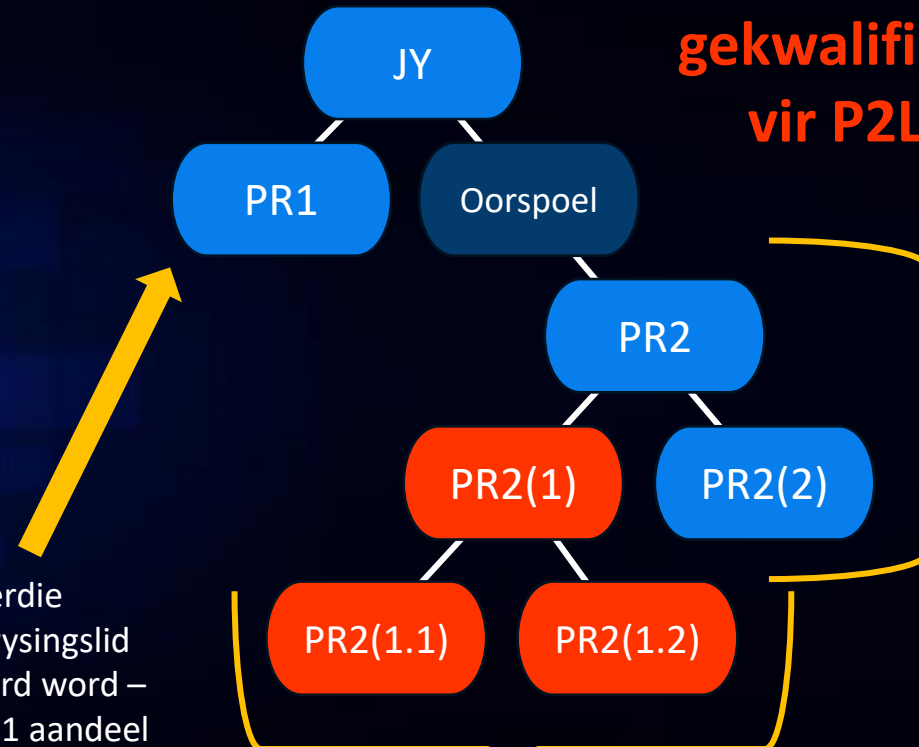 gekwalifi
vir P2L
JY
PR1
Oorspoel
PR2
PR2(1)
PR2(2)
PR2(1.1)
PR2(1.2)
erdie
ysingslid
rd word –
1 aandeel